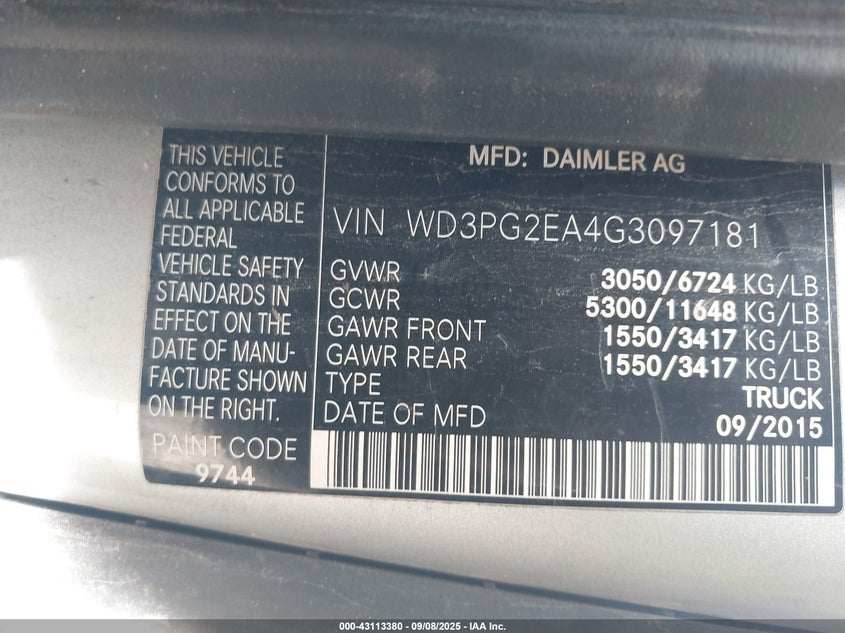 THIS VEHICLE
CONFORMS TO
ALL APPLICABLE
FEDERAL
VEHICLE SAFETY
STANDARDS IN
EFFECT ON THE
DATE OF MANU-
FACTURE SHOWN
ON THE RIGHT.
PAINT CODE
9744
MFD: DAIMLER AG
VIN WD3PG2EA4G3097181
GVWR 3050/6724 KG/LB
GCWR 5300/11648 KG/LB
GAWR FRONT 1550/3417 KG/LB
GAWR REAR 1550/3417 KG/LB
TYPE TRUCK
DATE OF MFD 09/2015
000-43113380 - 09/08/2025 - IAA Inc.